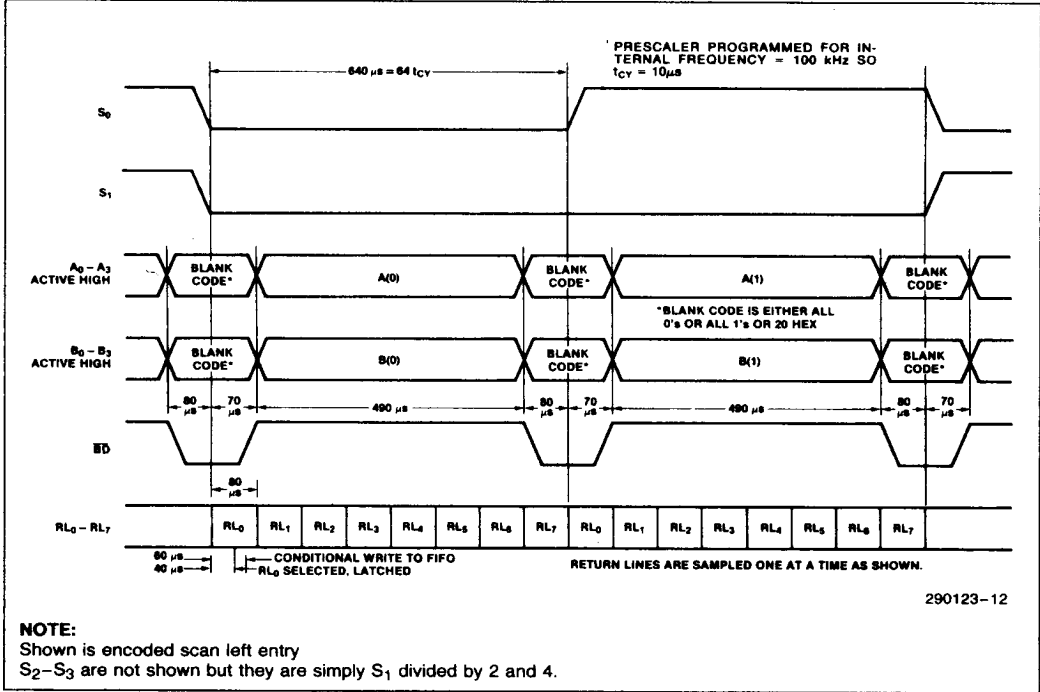 PRESCALER PROGRAMMED FOR IN-
TERNAL FREQUENCY = 100 kHz SO
tCY = 10μs
640 μs = 64 tCY
S0
S1
A0 – A3
ACTIVE HIGH
BLANK
CODE*
A(0)
BLANK
CODE*
A(1)
BLANK
CODE*
*BLANK CODE IS EITHER ALL
0's OR ALL 1's OR 20 HEX
B0 – B3
ACTIVE HIGH
BLANK
CODE*
B(0)
BLANK
CODE*
B(1)
BLANK
CODE*
80 μs
70 μs
490 μs
80 μs
70 μs
490 μs
80 μs
70 μs
BD
80 μs
RL0 – RL7
RL0 RL1 RL2 RL3 RL4 RL5 RL6 RL7 RL0 RL1 RL2 RL3 RL4 RL5 RL6 RL7
60 μs
CONDITIONAL WRITE TO FIFO
40 μs
RL0 SELECTED, LATCHED
RETURN LINES ARE SAMPLED ONE AT A TIME AS SHOWN.
290123–12
NOTE:
Shown is encoded scan left entry
S2–S3 are not shown but they are simply S1 divided by 2 and 4.